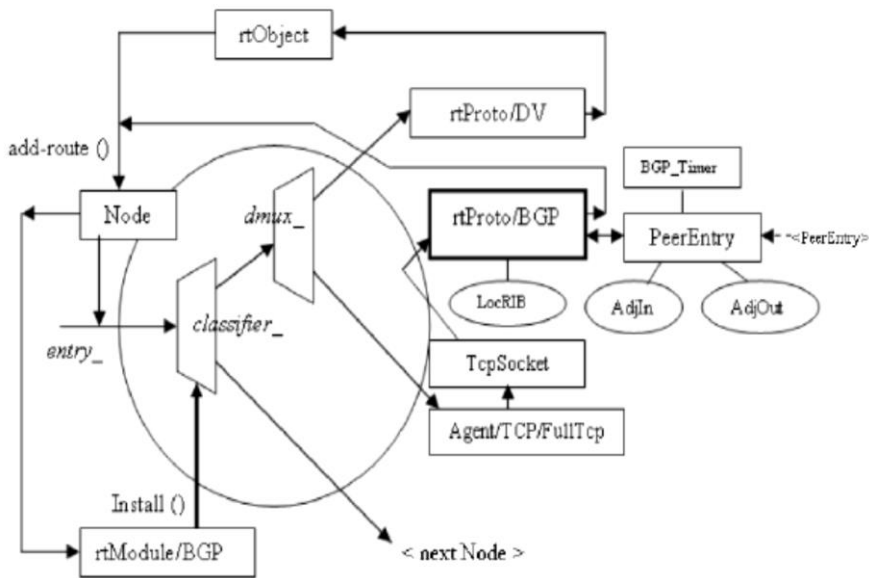 rtObject
rtProto/DV
add-route ()
BGP_Timer
Node
dmux_
rtProto/BGP
PeerEntry
<PeerEntry>
LocRIB
AdjIn
AdjOut
classifier_
entry_
TcpSocket
Agent/TCP/FullTcp
Install ()
rtModule/BGP
< next Node >